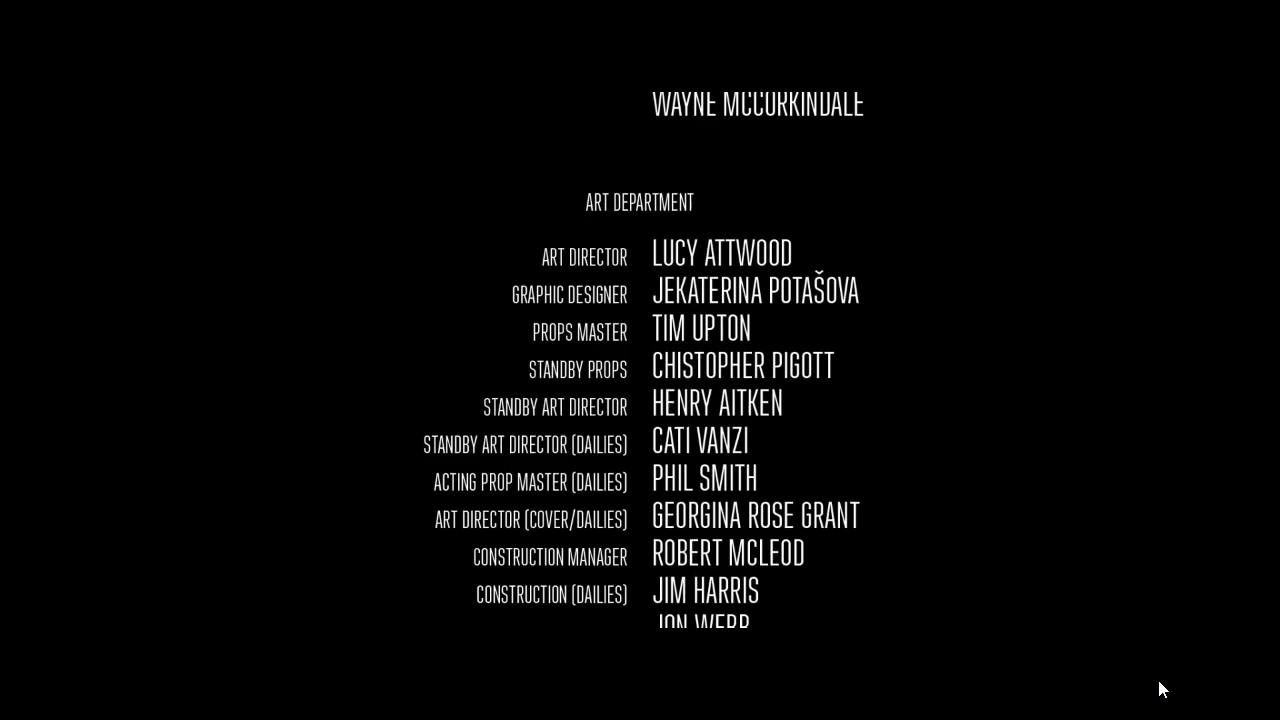 WAYNE MCCURKINDALE
ART DEPARTMENT
ART DIRECTOR LUCY ATTWOOD
GRAPHIC DESIGNER JEKATERINA POTAŠOVA
PROPS MASTER TIM UPTON
STANDBY PROPS CHISTOPHER PIGOTT
STANDBY ART DIRECTOR HENRY AITKEN
STANDBY ART DIRECTOR (DAILIES) CATI VANZI
ACTING PROP MASTER (DAILIES) PHIL SMITH
ART DIRECTOR (COVER/DAILIES) GEORGINA ROSE GRANT
CONSTRUCTION MANAGER ROBERT MCLEOD
CONSTRUCTION (DAILIES) JIM HARRIS